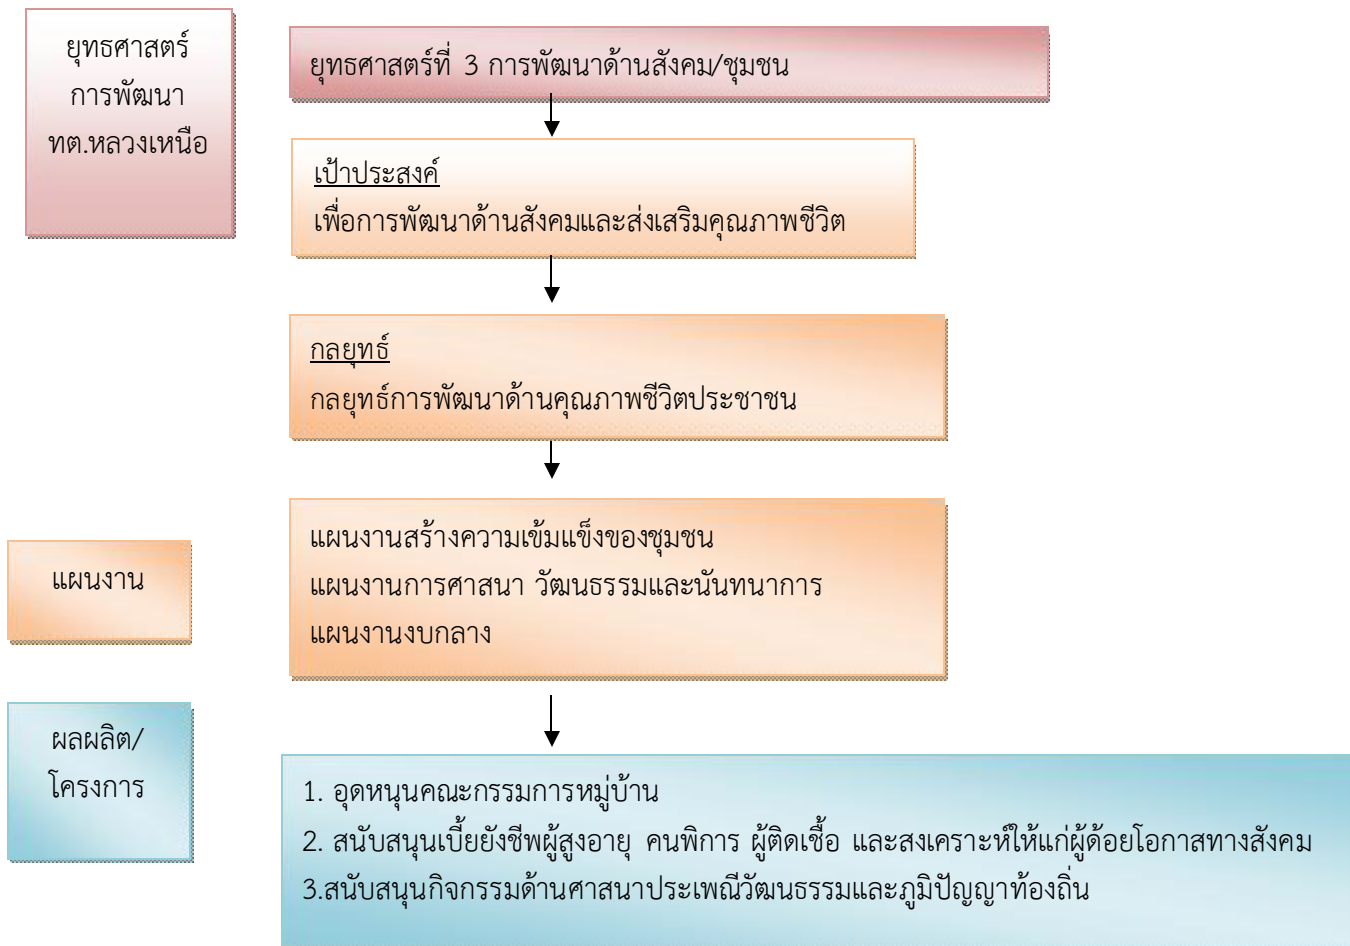 ยุทธศาสตร์
การพัฒนา
ทต.หลวงเหนือ
ยุทธศาสตร์ที่ 3 การพัฒนาด้านสังคม/ชุมชน
เป้าประสงค์
เพื่อการพัฒนาด้านสังคมและส่งเสริมคุณภาพชีวิต
กลยุทธ์
กลยุทธ์การพัฒนาด้านคุณภาพชีวิตประชาชน
แผนงาน
แผนงานสร้างความเข้มแข็งของชุมชน
แผนงานการศาสนา วัฒนธรรมและนันทนาการ
แผนงานงบกลาง
ผลผลิต/
โครงการ
1. อุดหนุนคณะกรรมการหมู่บ้าน
2. สนับสนุนเบี้ยยังชีพผู้สูงอายุ คนพิการ ผู้ติดเชื้อ และสงเคราะห์ให้แก่ผู้ด้อยโอกาสทางสังคม
3.สนับสนุนกิจกรรมด้านศาสนาประเพณีวัฒนธรรมและภูมิปัญญาท้องถิ่น